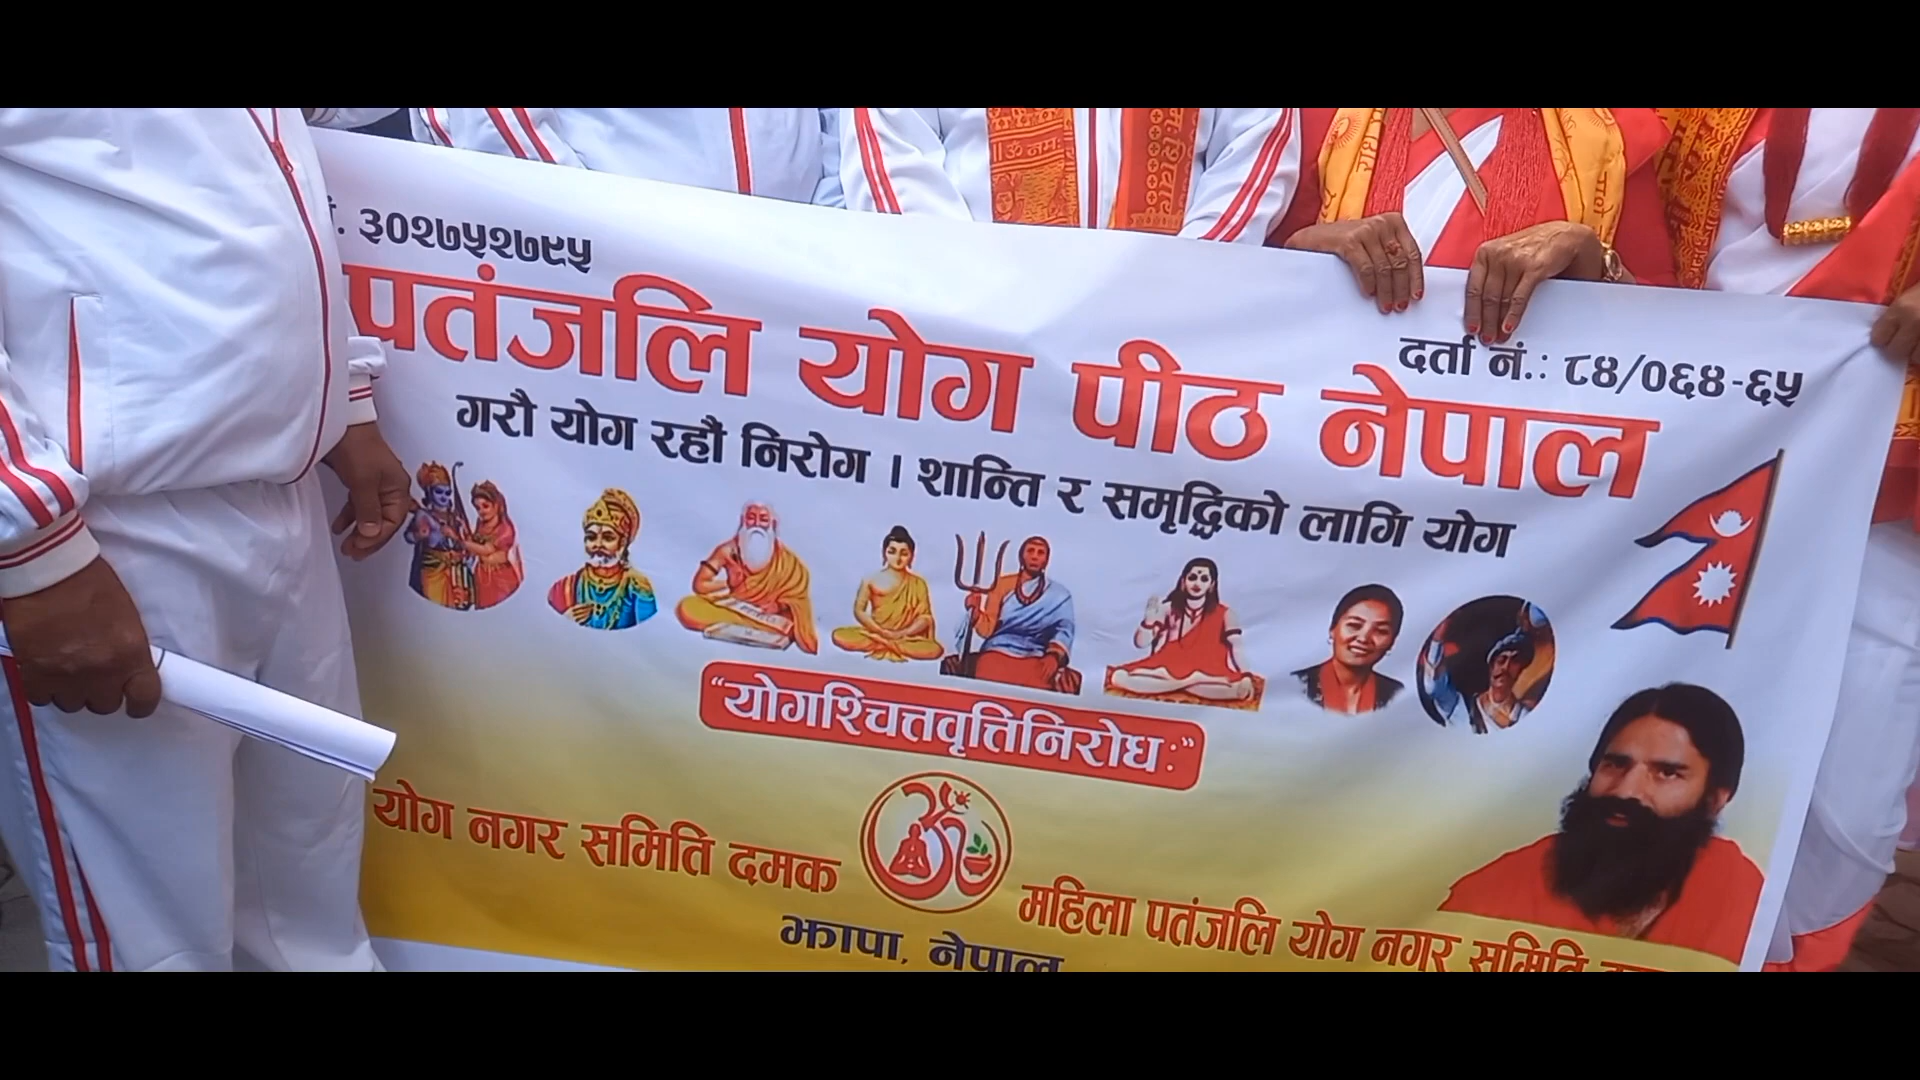 . ३०२७५२७९५
दर्ता नं.: ८४/०६४-६५
पतंजलि योग पीठ नेपाल
गरौ योग रहौं निरोग । शान्ति र समृद्धिको लागि योग
“योगश्चित्तवृत्तिनिरोधः”
योग नगर समिति दमक
महिला पतंजलि योग नगर समिति
झापा, नेपाल
॥ ॐ नमः